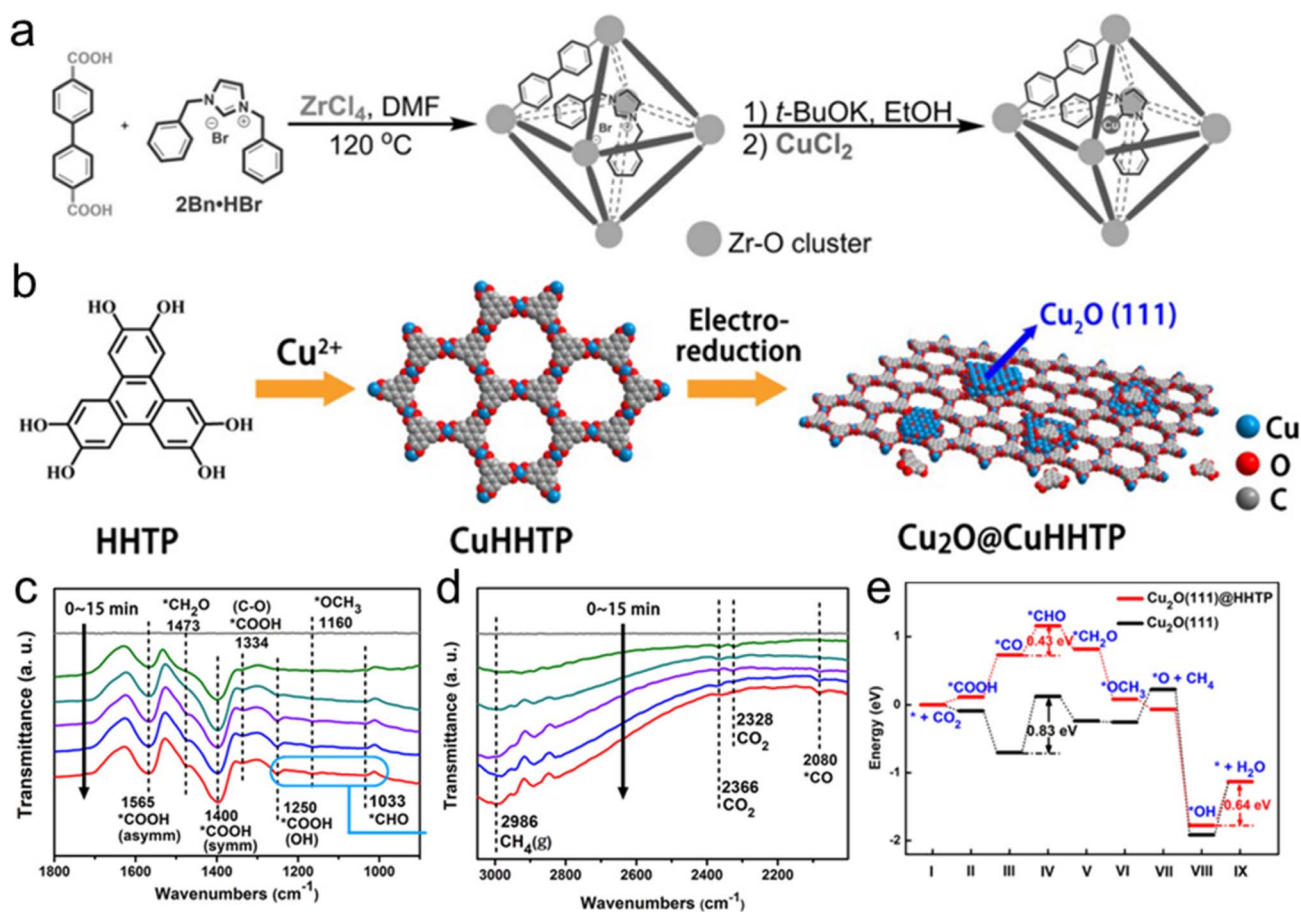 a
COOH
COOH
+
N
N
⊕
⊖
Br
2Bn•HBr
ZrCl₄, DMF
120 °C
N
N
Br
⊖
1) t-BuOK, EtOH
2) CuCl₂
N
N
Cu
Zr-O cluster
b
HO OH
HO OH
HO OH
HHTP
Cu²⁺
CuHHTP
Electro-
reduction
Cu₂O (111)
Cu₂O@CuHHTP
Cu
O
C
c
0~15 min
*CH₂O
1473
(C-O)
*COOH
1334
*OCH₃
1160
1565
*COOH
(asymm)
1400
*COOH
(symm)
1250
*COOH
(OH)
1033
*CHO
Transmittance (a. u.)
1800 1600 1400 1200 1000
Wavenumbers (cm⁻¹)
d
0~15 min
2986
CH₄(g)
2366
CO₂
2328
CO₂
2080
*CO
Transmittance (a. u.)
3000 2800 2600 2400 2200
Wavenumbers (cm⁻¹)
e
Cu₂O(111)@HHTP
Cu₂O(111)
Energy (eV)
1
0
-1
-2
* + CO₂
*COOH
*CO
*CHO
0.43 eV
*CH₂O
*OCH₃
*O + CH₄
0.83 eV
*OH
* + H₂O
0.64 eV
I II III IV V VI VII VIII IX